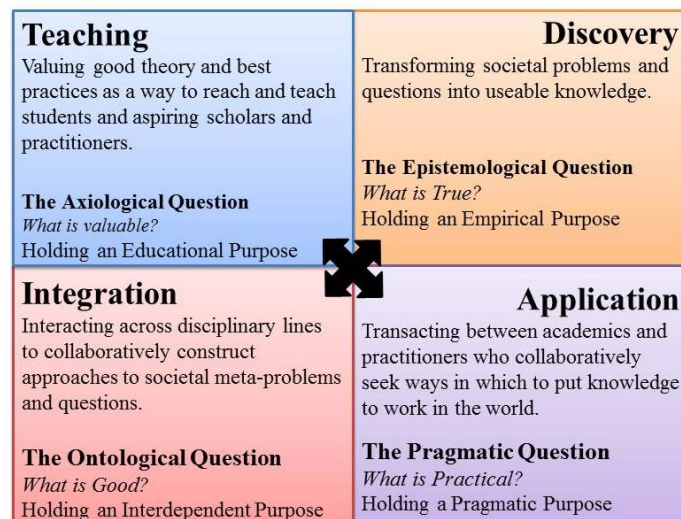 Teaching
Valuing good theory and best
practices as a way to reach and teach
students and aspiring scholars and
practitioners.
The Axiological Question
What is valuable?
Holding an Educational Purpose
Discovery
Transforming societal problems and
questions into useable knowledge.
The Epistemological Question
What is True?
Holding an Empirical Purpose
Integration
Interacting across disciplinary lines
to collaboratively construct
approaches to societal meta-problems
and questions.
The Ontological Question
What is Good?
Holding an Interdependent Purpose
Application
Transacting between academics and
practitioners who collaboratively
seek ways in which to put knowledge
to work in the world.
The Pragmatic Question
What is Practical?
Holding a Pragmatic Purpose